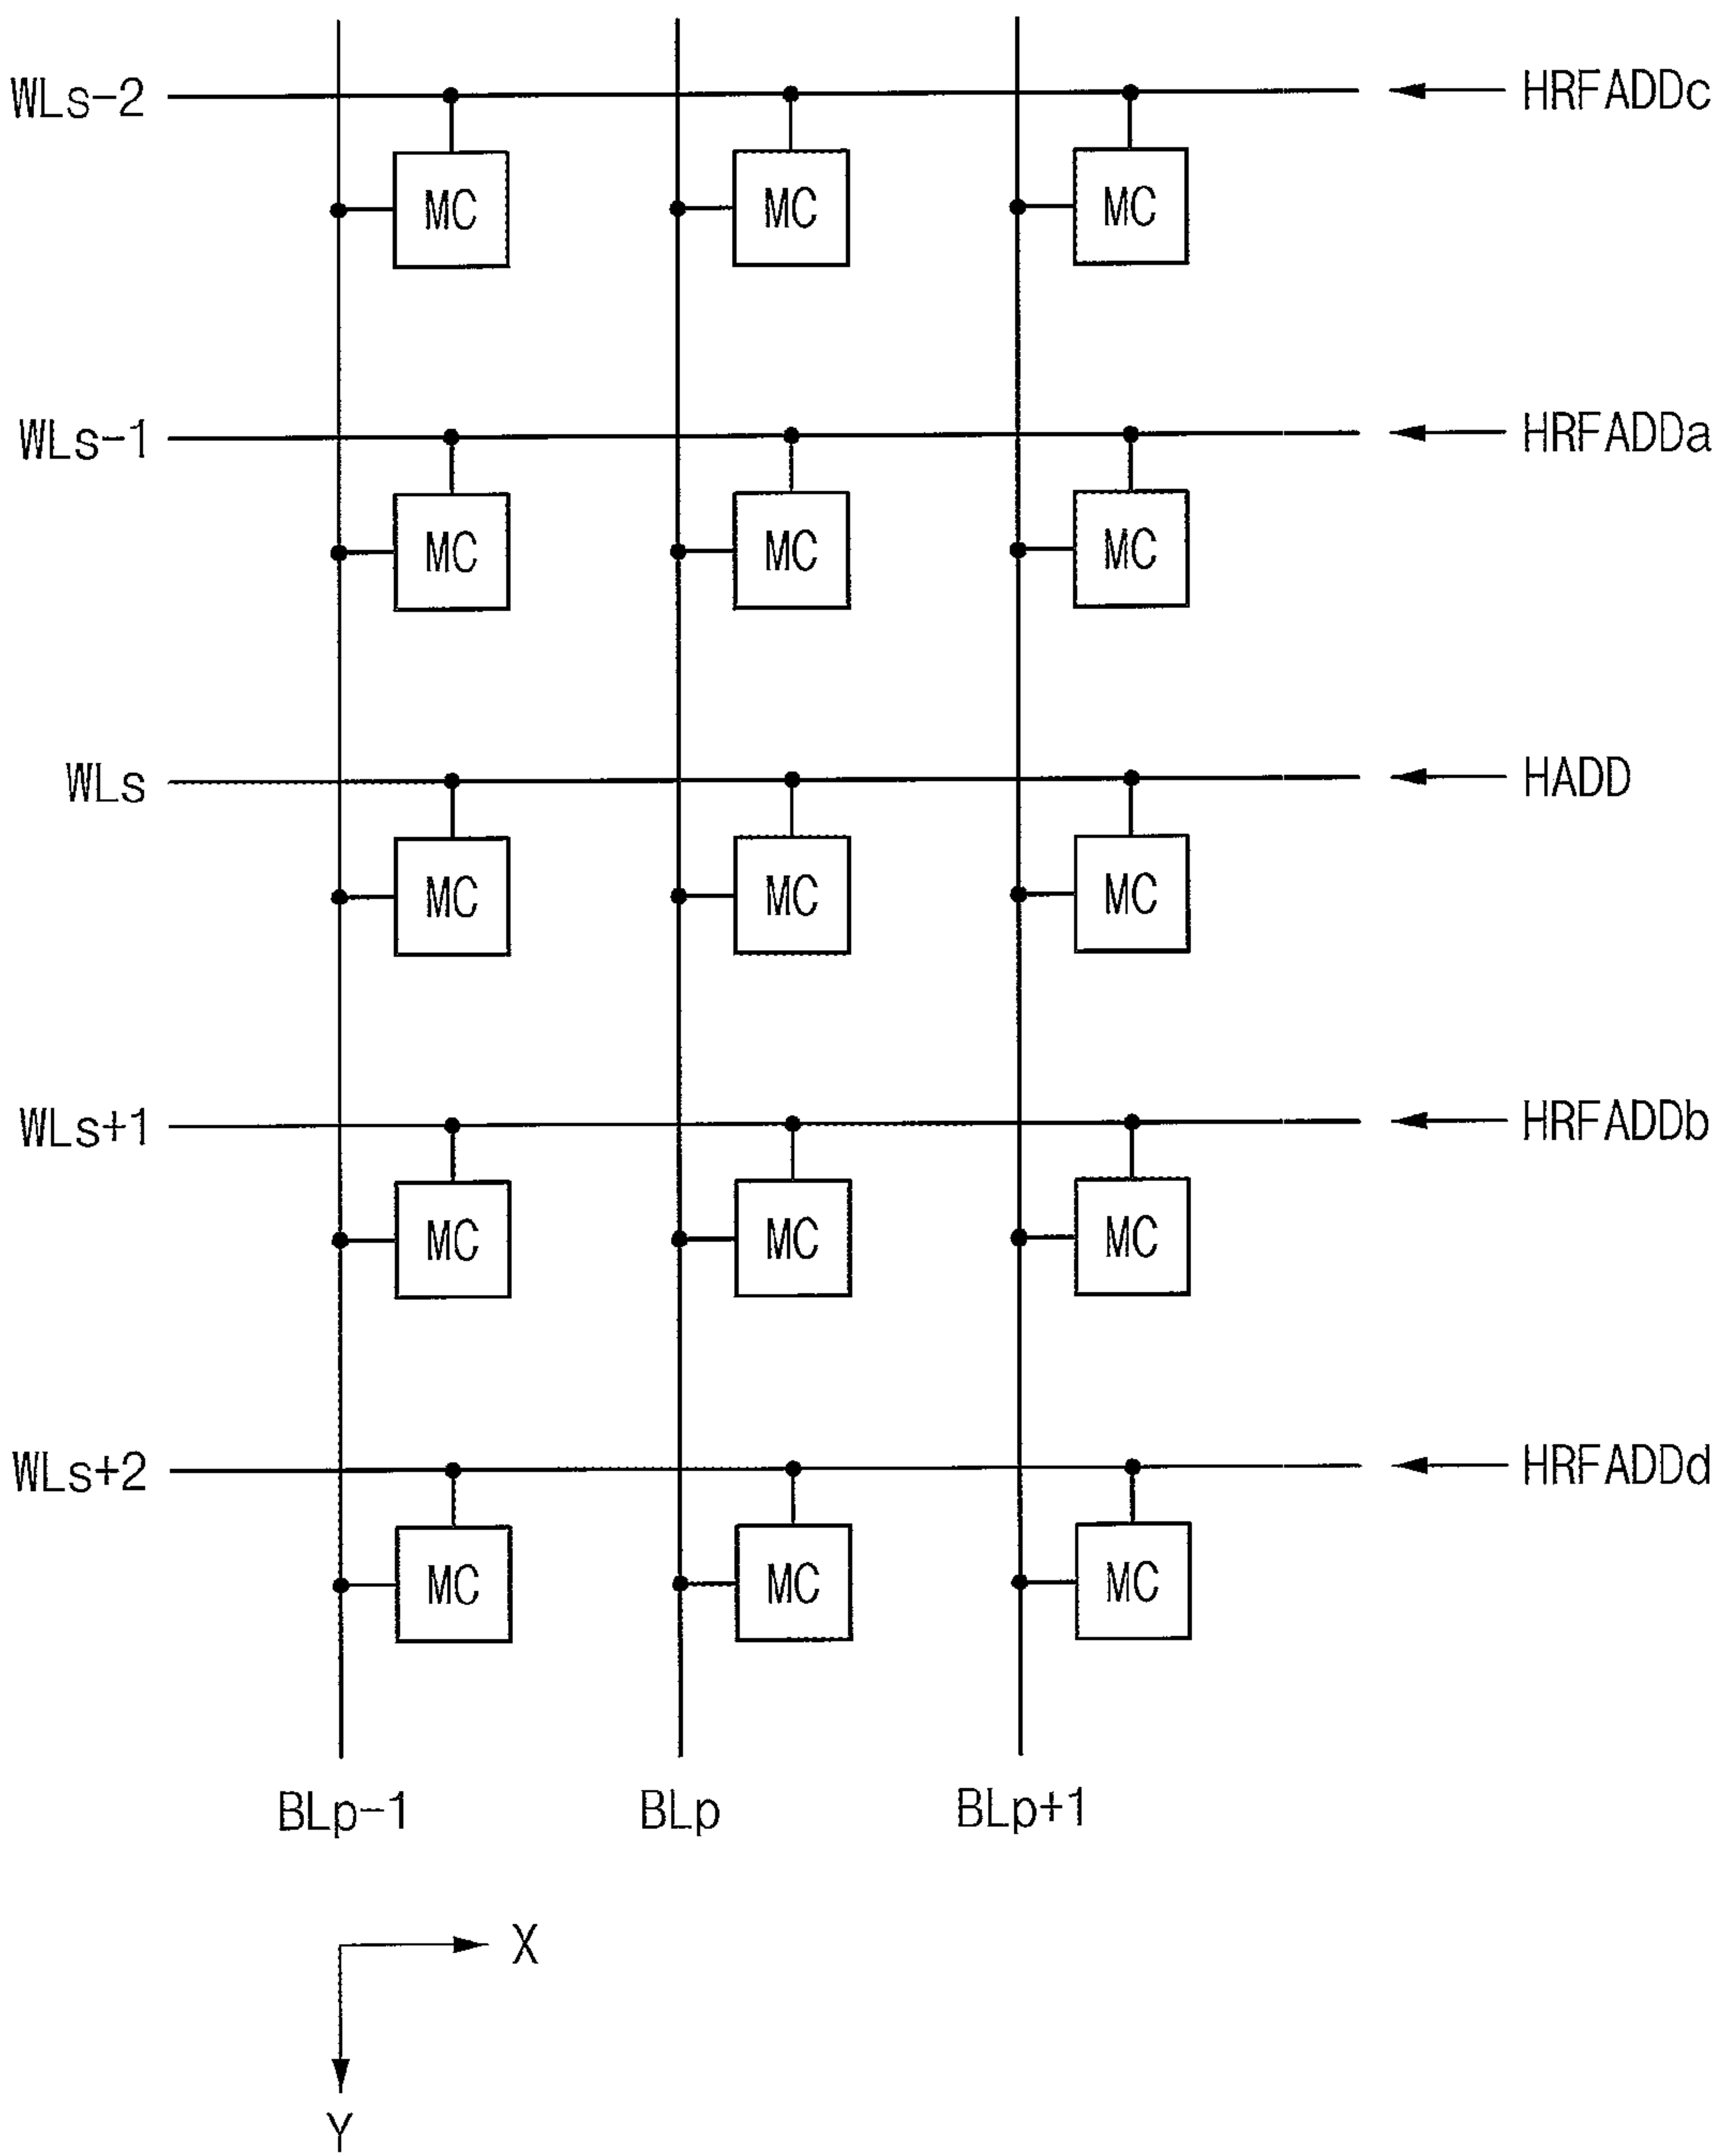 WLs-2 HRFADDc
MC MC MC
WLs-1 HRFADDa
MC MC MC
WLs HADD
MC MC MC
WLs+1 HRFADDb
MC MC MC
WLs+2 HRFADDd
MC MC MC
BLp-1 BLp BLp+1
X
Y